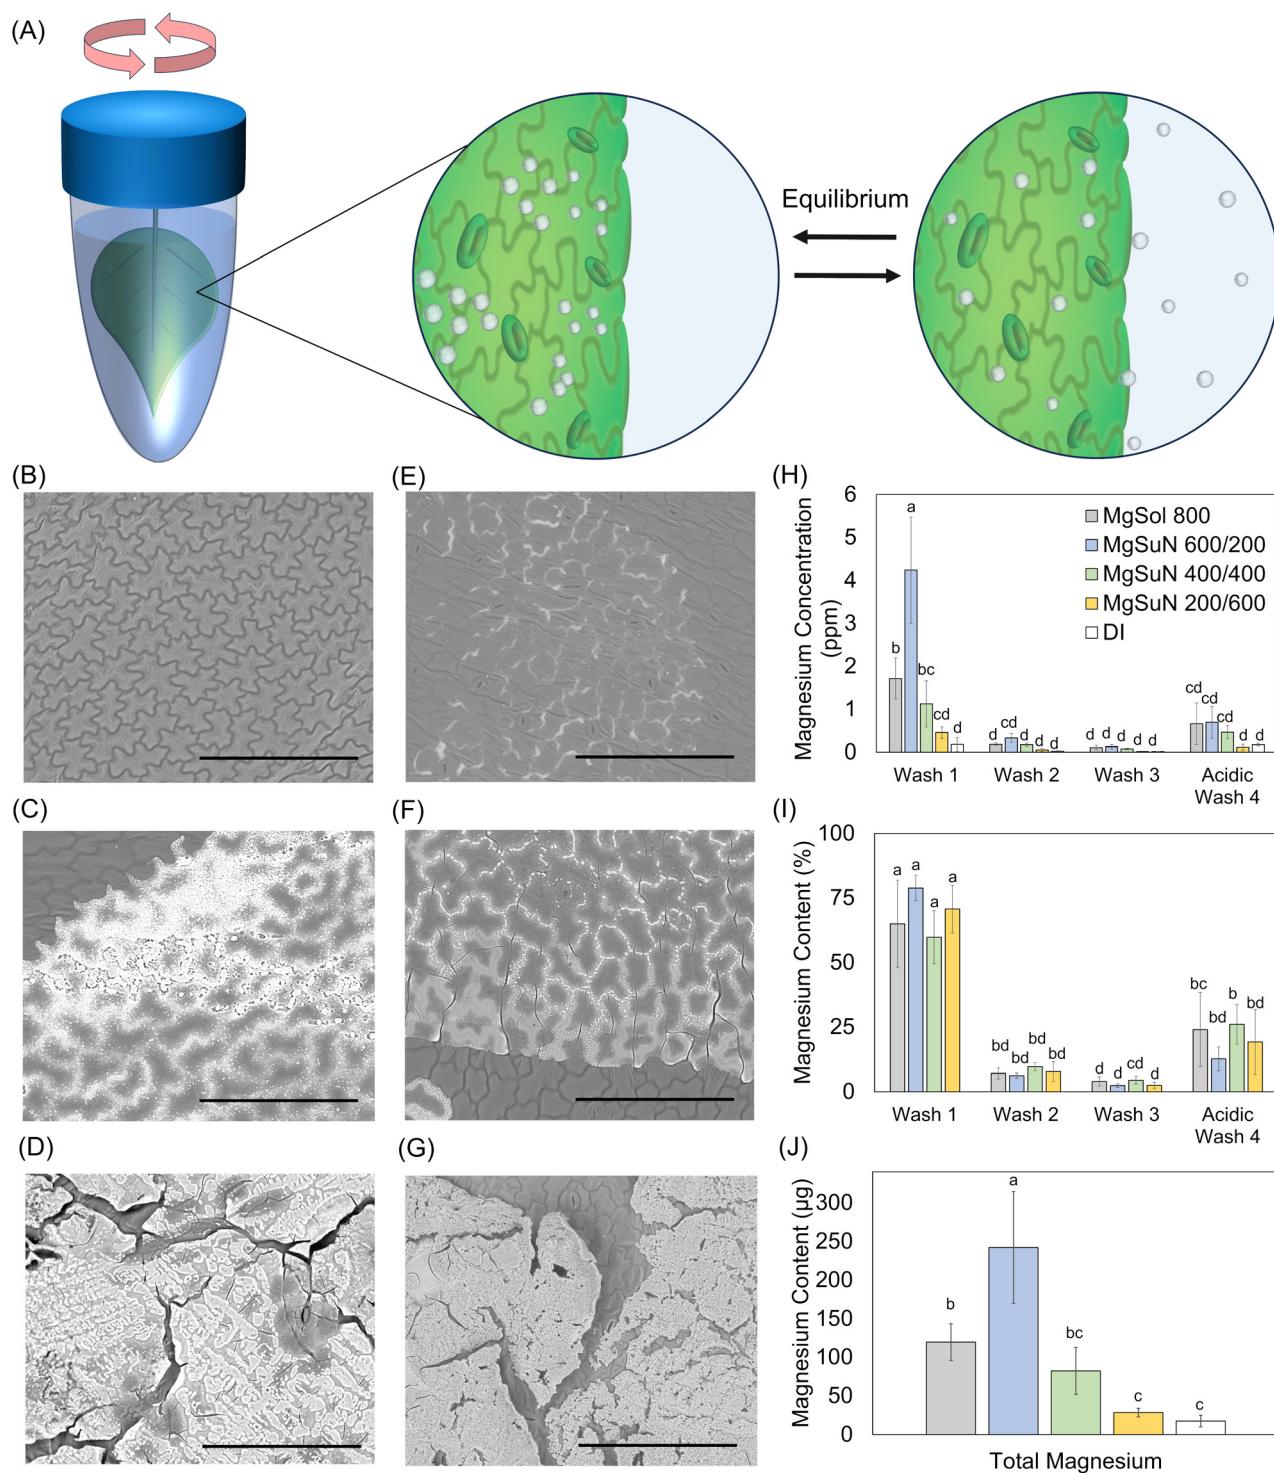 (A)
Equilibrium
(B)
(E)
(H)
Magnesium Concentration
(ppm)
6
5
4
3
2
1
0
MgSol 800
MgSuN 600/200
MgSuN 400/400
MgSuN 200/600
DI
b
a
bc
cd
d
d
cd
d
d
d
d
d
d
d
d
cd
cd
cd
d
d
Wash 1
Wash 2
Wash 3
Acidic
Wash 4
(C)
(F)
(I)
Magnesium Content (%)
100
75
50
25
0
a
a
a
a
bd
bd
bd
bd
d
d
cd
d
bc
bd
b
bd
Wash 1
Wash 2
Wash 3
Acidic
Wash 4
(D)
(G)
(J)
Magnesium Content (µg)
300
250
200
150
100
50
0
b
a
bc
c
c
Total Magnesium